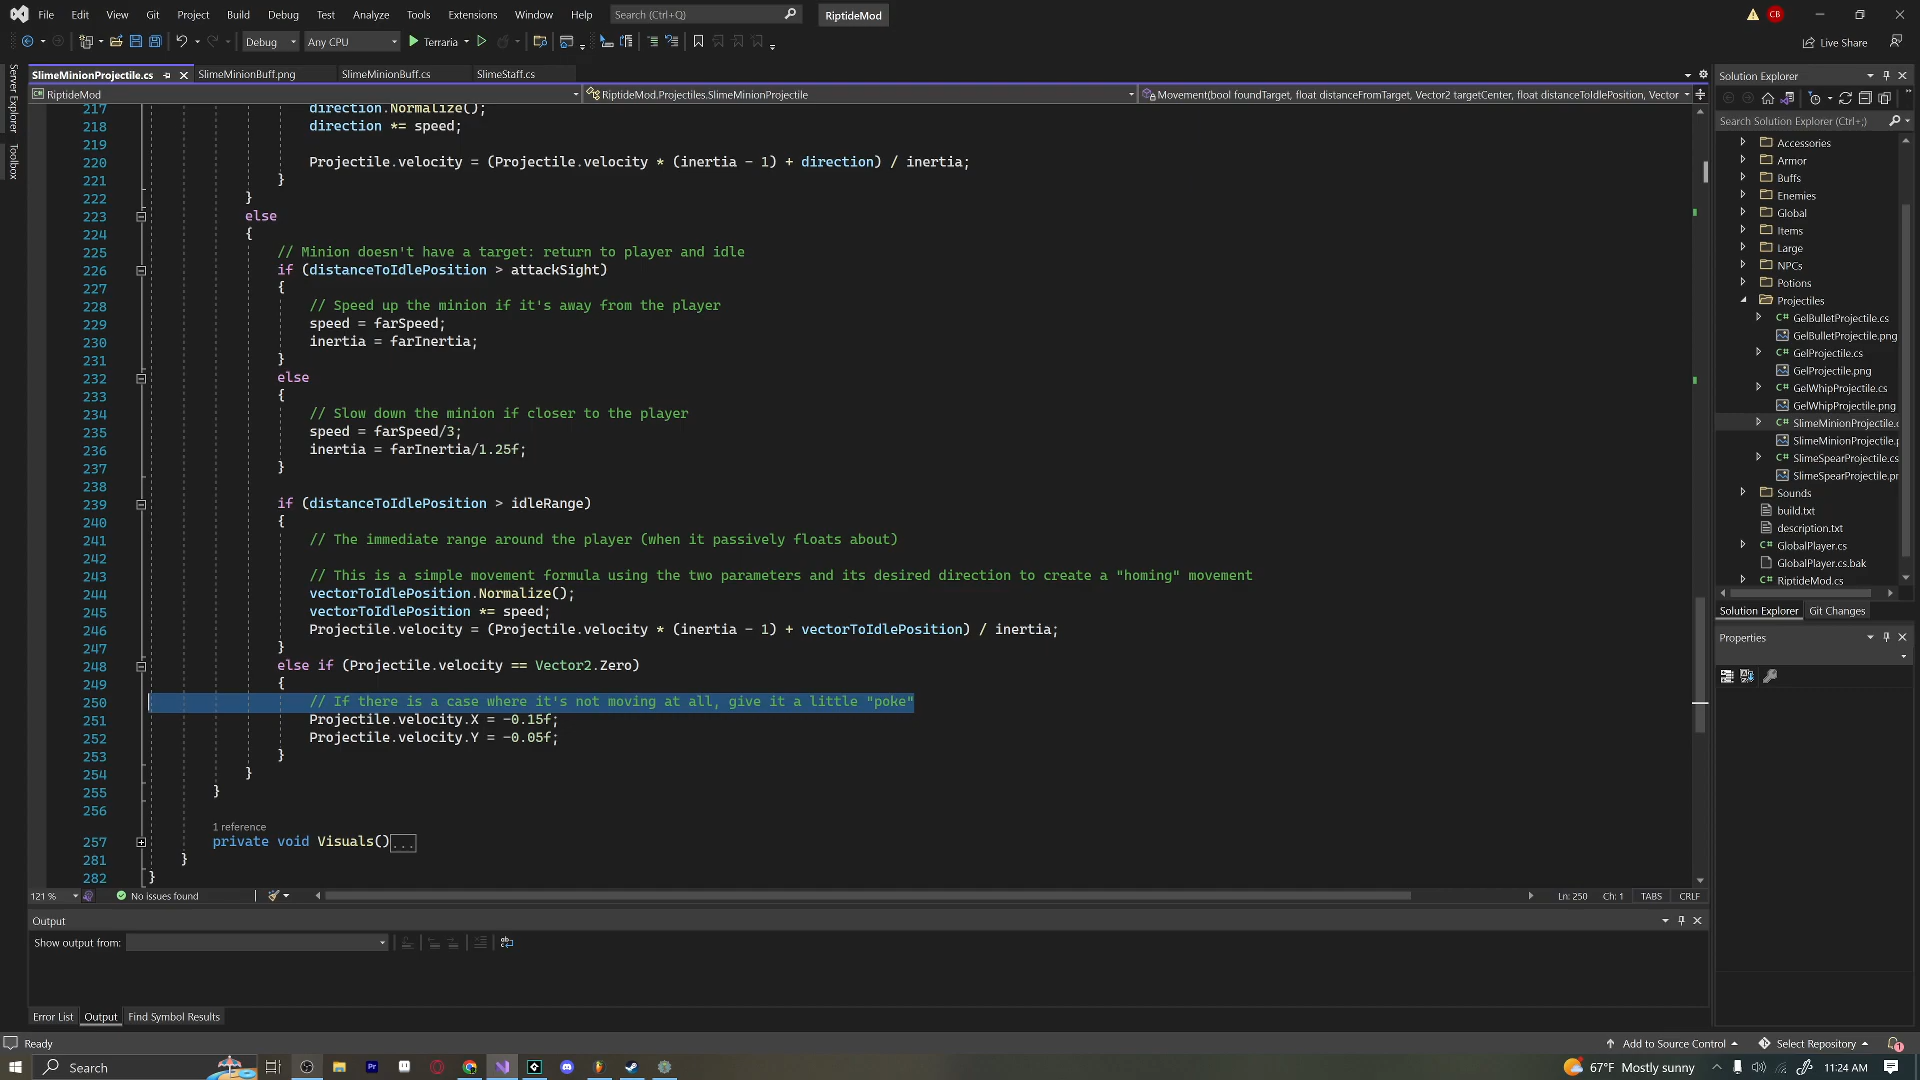 File Edit View Git Project Build Debug Test Analyze Tools Extensions Window Help Search (Ctrl+Q) RiptideMod CB
Debug Any CPU Terraria Live Share
SlimeMinionProjectile.cs SlimeMinionBuff.png SlimeMinionBuff.cs SlimeStaff.cs
RiptideMod RiptideMod.Projectiles.SlimeMinionProjectile Movement(bool foundTarget, float distanceFromTarget, Vector2 targetCenter, float distanceToIdlePosition, Vector
Server Explorer
Toolbox
217 direction.Normalize();
218 direction *= speed;
219
220 Projectile.velocity = (Projectile.velocity * (inertia - 1) + direction) / inertia;
221 }
222 }
223 else
224 {
225 // Minion doesn't have a target: return to player and idle
226 if (distanceToIdlePosition > attackSight)
227 {
228 // Speed up the minion if it's away from the player
229 speed = farSpeed;
230 inertia = farInertia;
231 }
232 else
233 {
234 // Slow down the minion if closer to the player
235 speed = farSpeed/3;
236 inertia = farInertia/1.25f;
237 }
238
239 if (distanceToIdlePosition > idleRange)
240 {
241 // The immediate range around the player (when it passively floats about)
242
243 // This is a simple movement formula using the two parameters and its desired direction to create a "homing" movement
244 vectorToIdlePosition.Normalize();
245 vectorToIdlePosition *= speed;
246 Projectile.velocity = (Projectile.velocity * (inertia - 1) + vectorToIdlePosition) / inertia;
247 }
248 else if (Projectile.velocity == Vector2.Zero)
249 {
250 // If there is a case where it's not moving at all, give it a little "poke"
251 Projectile.velocity.X = -0.15f;
252 Projectile.velocity.Y = -0.05f;
253 }
254 }
255 }
256
1 reference
257 private void Visuals()...
281 }
282 }
121 % No issues found Ln: 250 Ch: 1 TABS CRLF
Output
Show output from:
Error List Output Find Symbol Results
Solution Explorer
Search Solution Explorer (Ctrl+;)
Accessories
Armor
Buffs
Enemies
Global
Items
Large
NPCs
Potions
Projectiles
C# GelBulletProjectile.cs
GelBulletProjectile.png
C# GelProjectile.cs
GelProjectile.png
C# GelWhipProjectile.cs
GelWhipProjectile.png
C# SlimeMinionProjectile.c
SlimeMinionProjectile.p
C# SlimeSpearProjectile.cs
SlimeSpearProjectile.pr
Sounds
build.txt
description.txt
C# GlobalPlayer.cs
GlobalPlayer.cs.bak
C# RiptideMod.cs
Solution Explorer Git Changes
Properties
Ready Add to Source Control Select Repository 1
Search 67°F Mostly sunny 11:24 AM